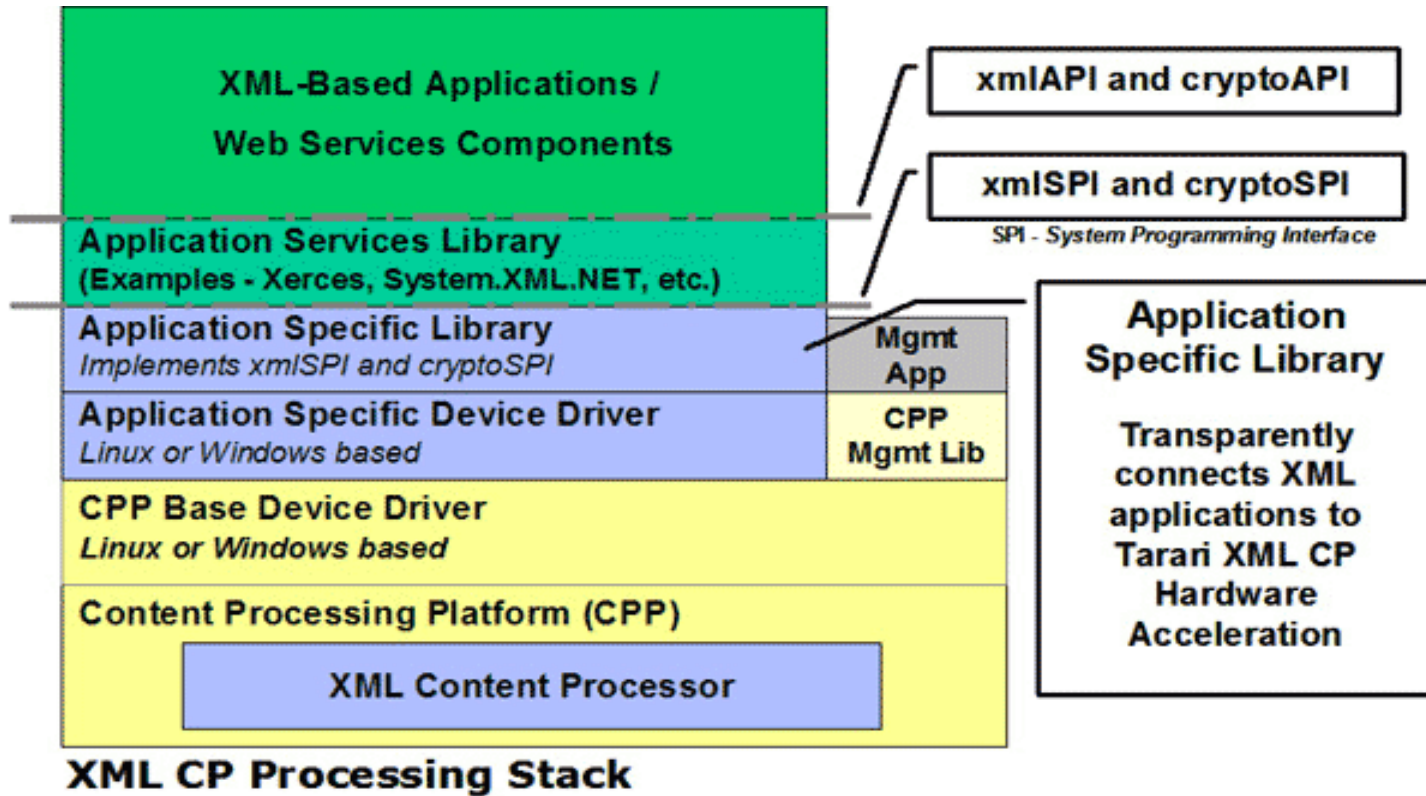 XML-Based Applications /
Web Services Components
xmlAPI and cryptoAPI
xmlSPI and cryptoSPI
SPI - System Programming Interface
Application Services Library
(Examples - Xerces, System.XML.NET, etc.)
Application Specific Library
Implements xmlSPI and cryptoSPI
Mgmt
App
Application Specific Device Driver
Linux or Windows based
CPP
Mgmt Lib
CPP Base Device Driver
Linux or Windows based
Content Processing Platform (CPP)
XML Content Processor
Application
Specific Library
Transparently
connects XML
applications to
Tarari XML CP
Hardware
Acceleration
XML CP Processing Stack